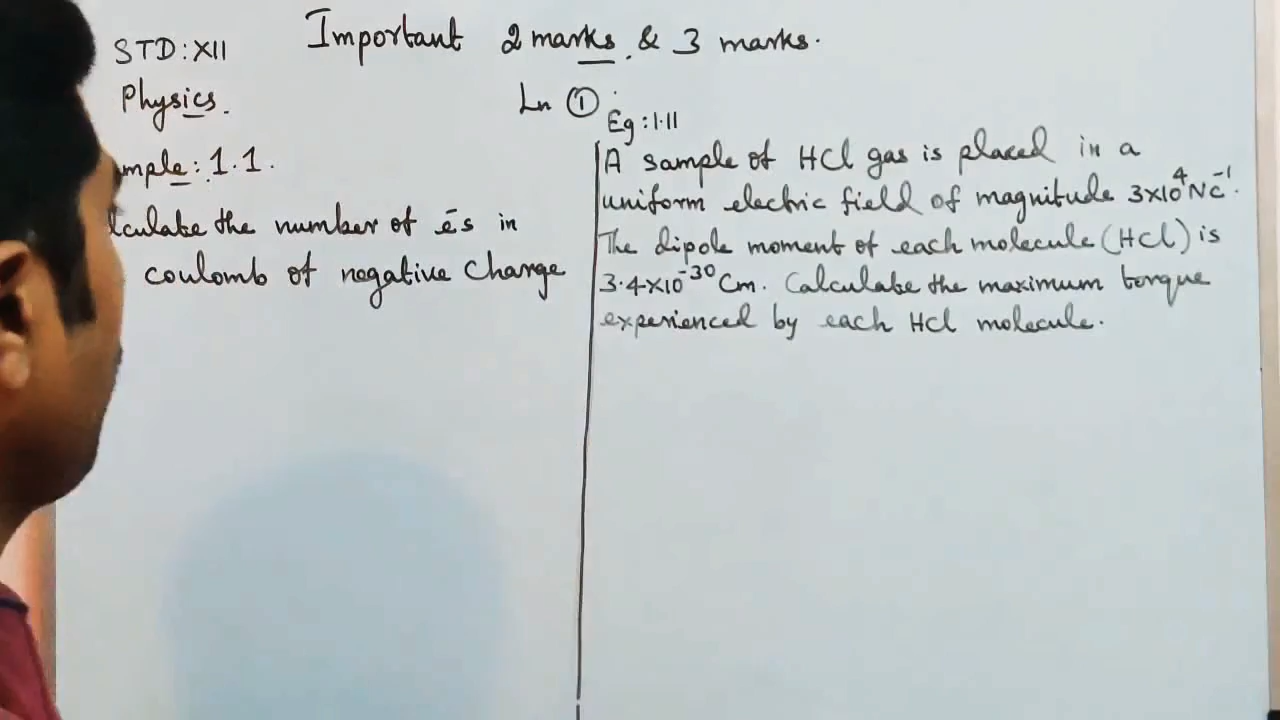 Important 2 marks. & 3 marks.
STD: XII
Physics.
Ln ①
mple: 1.1.
lculate the number of ēs in
coulomb of negative Charge
Eg: 1.11
A sample of HCl gas is placed in a
uniform electric field of magnitude 3×10⁴ NC⁻¹.
The dipole moment of each molecule (HCl) is
3.4×10⁻³⁰ Cm. Calculate the maximum torque
experienced by each HCl molecule.